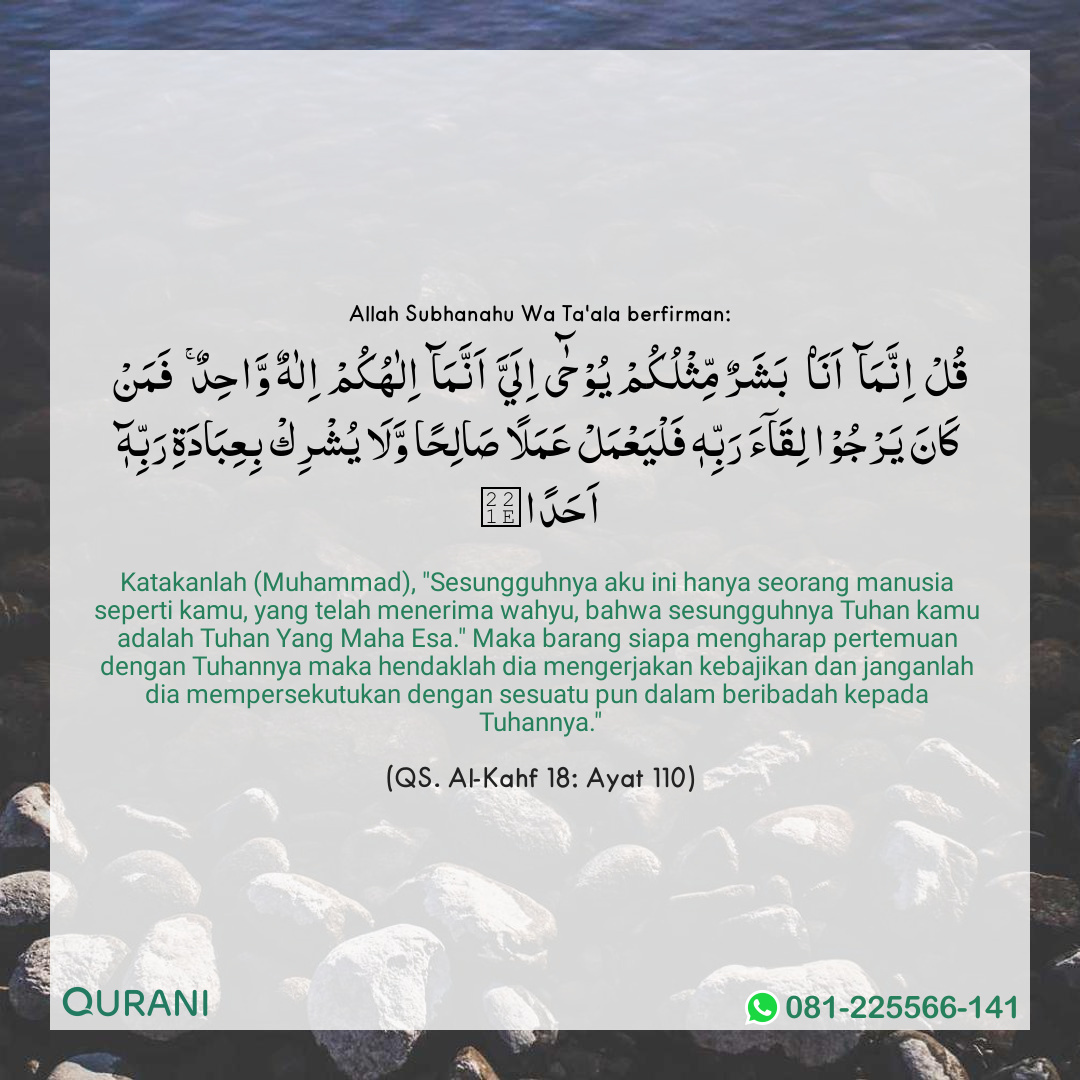 Allah Subhanahu Wa Ta'ala berfirman:
قُلْ اِنَّمَآ اَنَاۡ بَشَرٌ مِّثْلُكُمْ يُوْحٰٓى اِلَيَّ اَنَّمَآ اِلٰهُكُمْ اِلٰهٌ وَّاحِدٌ ۚ فَمَنْ
كَانَ يَرْجُوْا لِقَآءَ رَبِّهٖ فَلْيَعْمَلْ عَمَلًا صَالِحًا وَّلَا يُشْرِكْ بِعِبَادَةِ رَبِّهٖٓ
اَحَدًا
Katakanlah (Muhammad), "Sesungguhnya aku ini hanya seorang manusia
seperti kamu, yang telah menerima wahyu, bahwa sesungguhnya Tuhan kamu
adalah Tuhan Yang Maha Esa." Maka barang siapa mengharap pertemuan
dengan Tuhannya maka hendaklah dia mengerjakan kebajikan dan janganlah
dia mempersekutukan dengan sesuatu pun dalam beribadah kepada
Tuhannya."
(QS. Al-Kahf 18: Ayat 110)
QURANI
081-225566-141